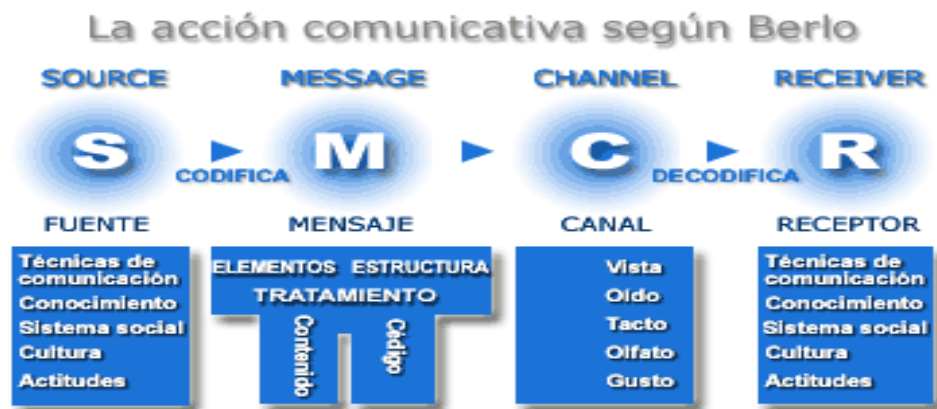 La acción comunicativa según Berlo
SOURCE MESSAGE CHANNEL RECEIVER
S M C R
CODIFICA DECODIFICA
FUENTE MENSAJE CANAL RECEPTOR
Técnicas de
comunicación
Conocimiento
Sistema social
Cultura
Actitudes
ELEMENTOS ESTRUCTURA
TRATAMIENTO
Contenido
Código
Vista
Oído
Tacto
Olfato
Gusto
Técnicas de
comunicación
Conocimiento
Sistema social
Cultura
Actitudes